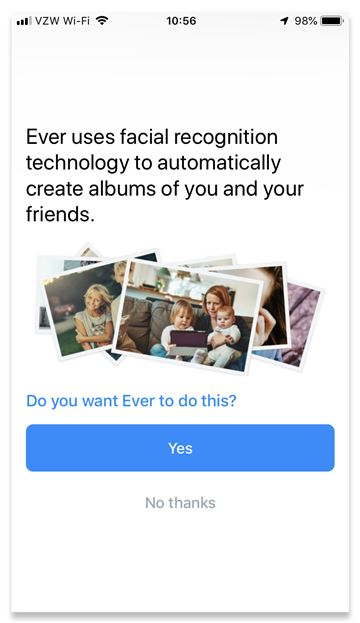 VZW Wi-Fi 10:56 98%
Ever uses facial recognition
technology to automatically
create albums of you and your
friends.
Do you want Ever to do this?
Yes
No thanks